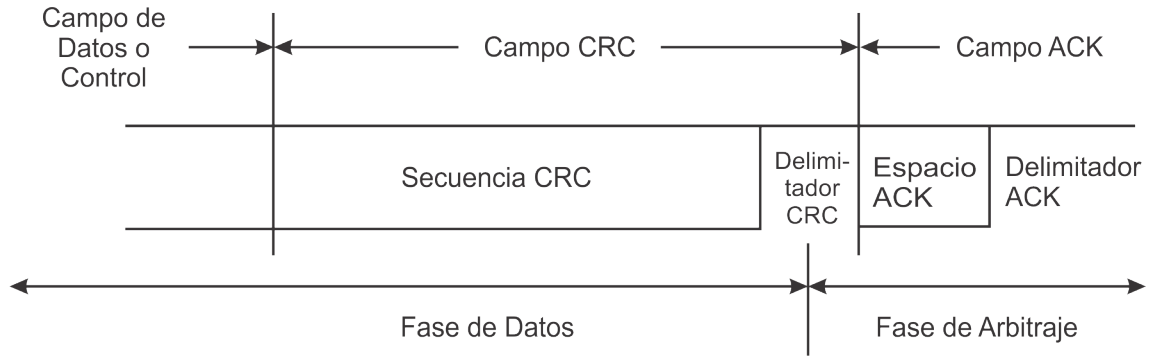 Campo de
Datos o
Control
Campo CRC
Campo ACK
Secuencia CRC
Delimi-
tador
CRC
Espacio
ACK
Delimitador
ACK
Fase de Datos
Fase de Arbitraje